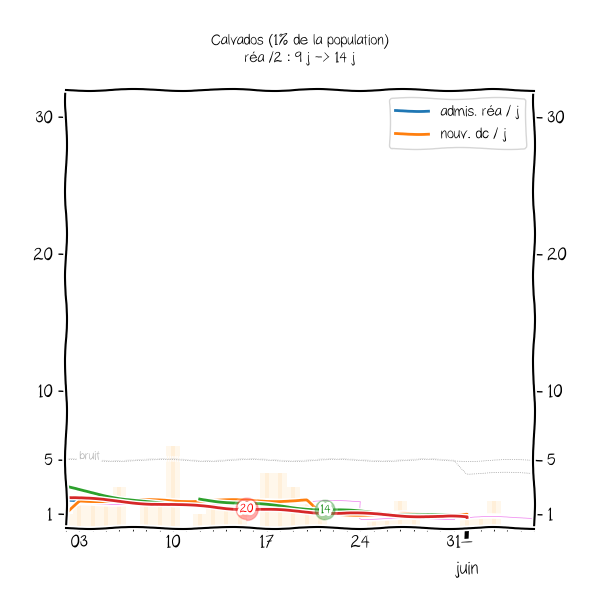 Calvados (1% de la population)
réa /2 : 9 j -> 14 j
admis. réa / j
nouv. dc / j
30
30
20
20
10
10
5
bruit
5
1
20
14
1
03
10
17
24
31
juin